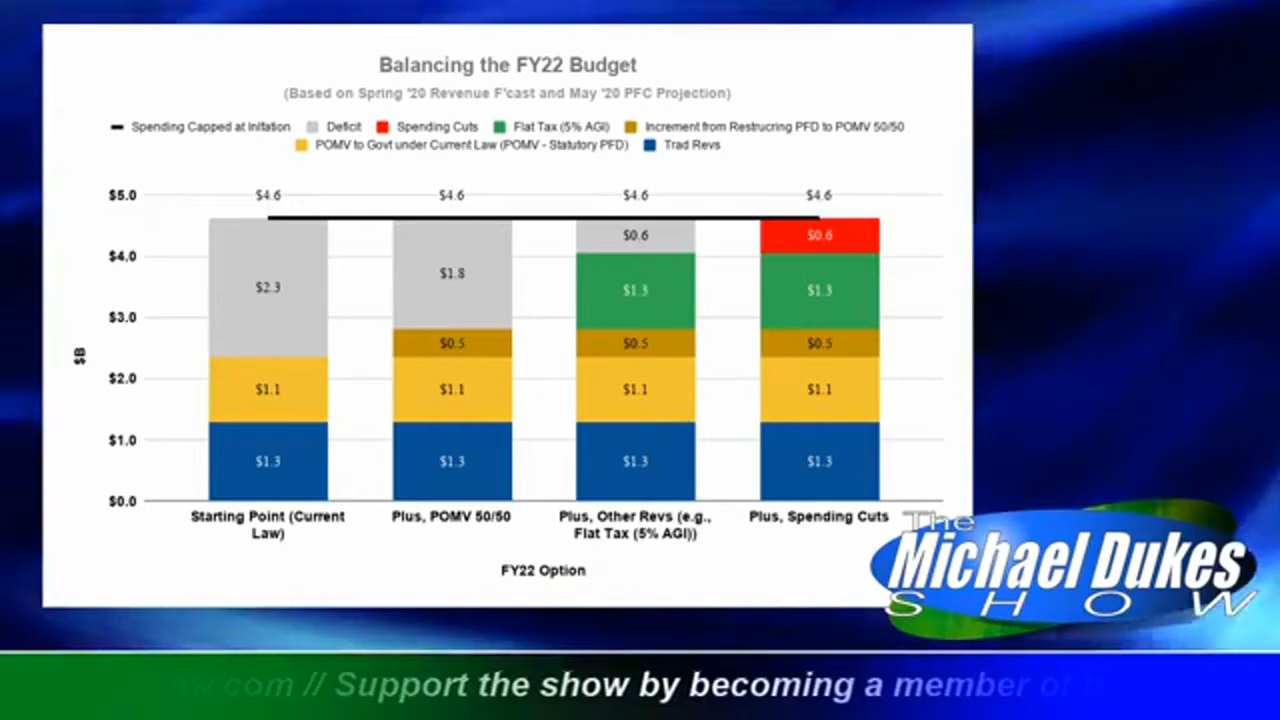 Balancing the FY22 Budget
(Based on Spring '20 Revenue F'cast and May '20 PFC Projection)
Spending Capped at Inlfation Deficit Spending Cuts Flat Tax (5% AGI) Increment from Restrucring PFD to POMV 50/50
POMV to Govt under Current Law (POMV - Statutory PFD) Trad Revs
$5.0 $4.6 $4.6 $4.6 $4.6
$0.6 $0.6
$4.0
$2.3 $1.8 $1.3 $1.3
$3.0
$0.5 $0.5 $0.5
$B
$2.0
$1.1 $1.1 $1.1 $1.1
$1.0
$1.3 $1.3 $1.3 $1.3
$0.0
Starting Point (Current Plus, POMV 50/50 Plus, Other Revs (e.g., Plus, Spending Cuts
Law) Flat Tax (5% AGI))
FY22 Option
The
Michael Dukes
SHOW
.com // Support the show by becoming a member of